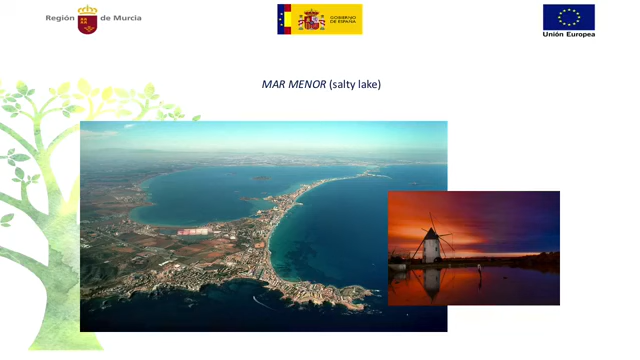 Región de Murcia
GOBIERNO
DE ESPAÑA
Unión Europea
MAR MENOR (salty lake)